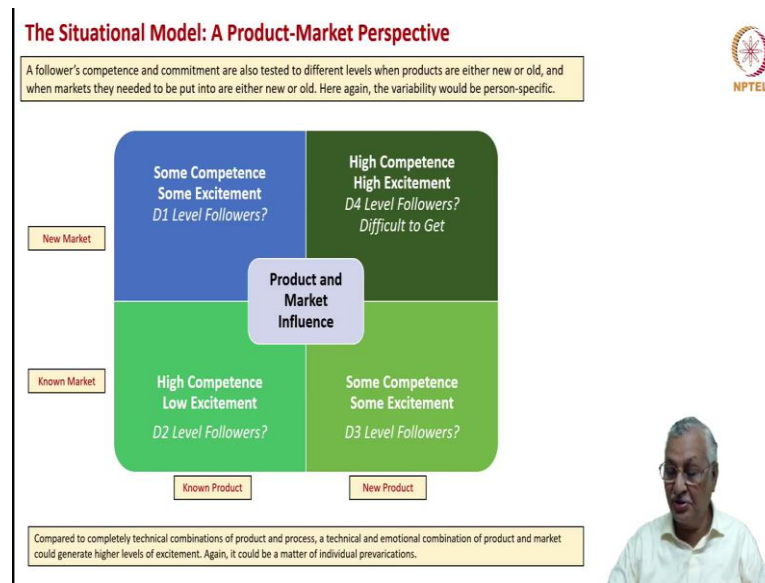 The Situational Model: A Product-Market Perspective
A follower's competence and commitment are also tested to different levels when products are either new or old, and
when markets they needed to be put into are either new or old. Here again, the variability would be person-specific.
NPTEL
Some Competence
Some Excitement
D1 Level Followers?
High Competence
High Excitement
D4 Level Followers?
Difficult to Get
New Market
Product and
Market
Influence
Known Market
High Competence
Low Excitement
D2 Level Followers?
Some Competence
Some Excitement
D3 Level Followers?
Known Product
New Product
Compared to completely technical combinations of product and process, a technical and emotional combination of product and market
could generate higher levels of excitement. Again, it could be a matter of individual prevarications.